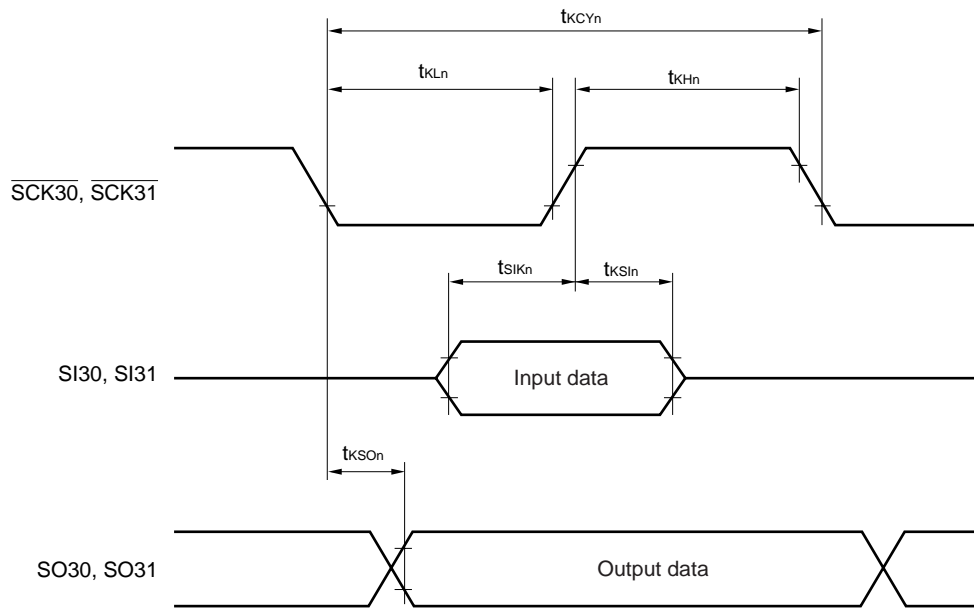 tKCYn
tKLn
tKHn
SCK30, SCK31
tSIKn
tKSIn
SI30, SI31
Input data
tKSOn
SO30, SO31
Output data